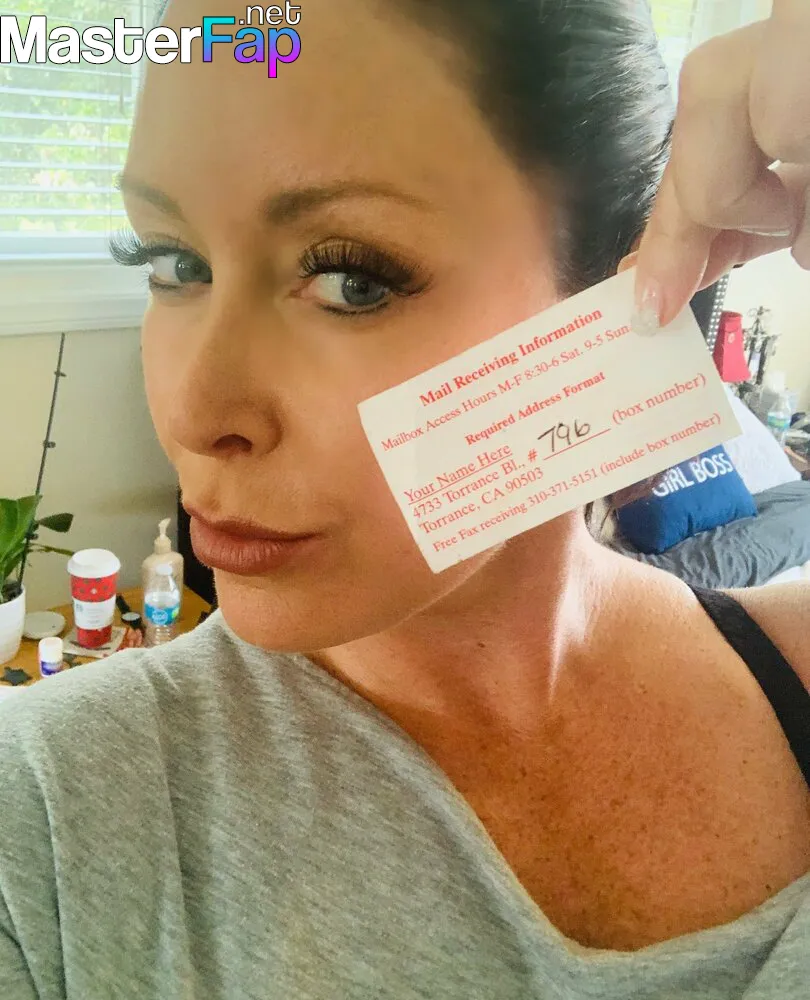 MasterFap
.net
Mail Receiving Information
Mailbox Access Hours M-F 8:30-6 Sat. 9-5 Sun
Required Address Format
Your Name Here
4733 Torrance Bl., # 796 (box number)
Torrance, CA 90503
Free Fax receiving 310-371-5151 (include box number)
GIRL BOSS